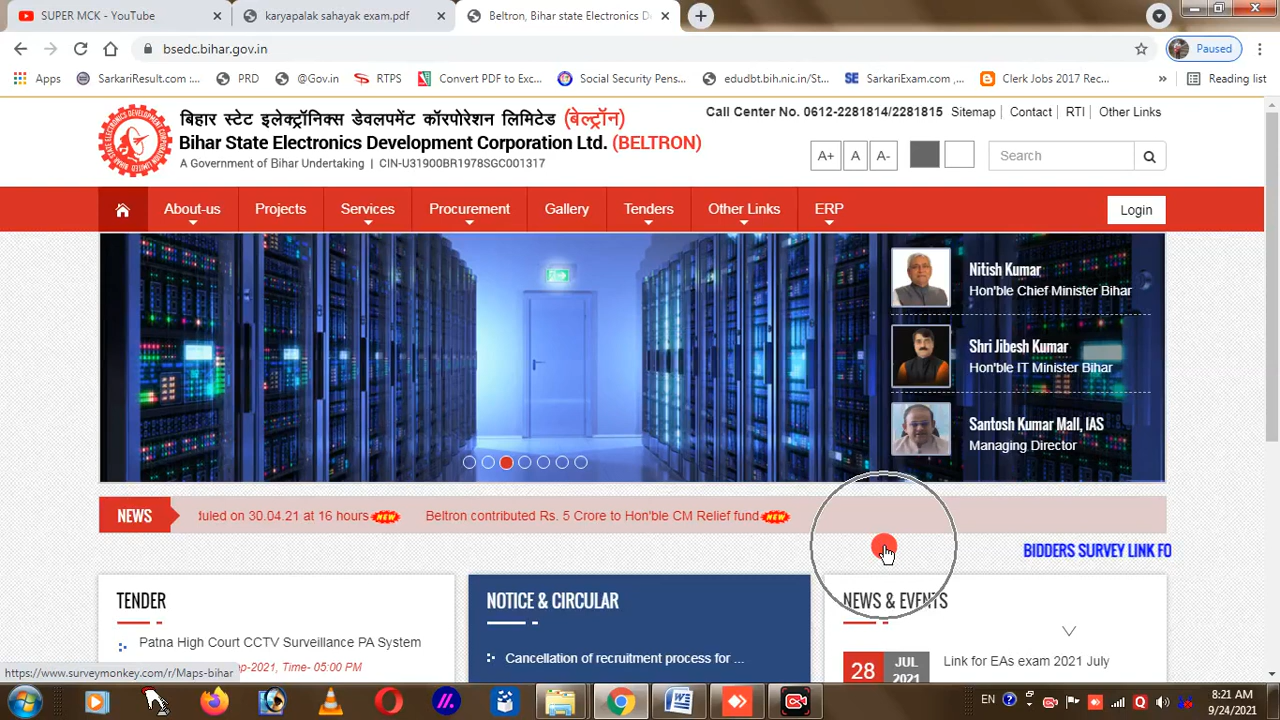 SUPER MCK - YouTube
karyapalak sahayak exam.pdf
Beltron, Bihar state Electronics D
bsedc.bihar.gov.in
Paused
Apps
SarkariResult.com :...
PRD
@Gov.in
RTPS
Convert PDF to Exc...
Social Security Pens...
edudbt.bih.nic.in/St...
SarkariExam.com ,...
Clerk Jobs 2017 Rec...
»
Reading list
बिहार स्टेट इलेक्ट्रॉनिक्स डेवलपमेंट कॉरपोरेशन लिमिटेड (बेल्ट्रॉन)
Bihar State Electronics Development Corporation Ltd. (BELTRON)
A Government of Bihar Undertaking | CIN-U31900BR1978SGC001317
Call Center No. 0612-2281814/2281815 Sitemap | Contact | RTI | Other Links
A+ A A- Search
About-us Projects Services Procurement Gallery Tenders Other Links ERP Login
Nitish Kumar
Hon'ble Chief Minister Bihar
Shri Jibesh Kumar
Hon'ble IT Minister Bihar
Santosh Kumar Mall, IAS
Managing Director
NEWS duled on 30.04.21 at 16 hours NEW Beltron contributed Rs. 5 Crore to Hon'ble CM Relief fund NEW
BIDDERS SURVEY LINK FO
TENDER
Patna High Court CCTV Surveillance PA System
p-2021, Time- 05:00 PM
NOTICE & CIRCULAR
Cancellation of recruitment process for ...
NEWS & EVENTS
28 JUL 2021 Link for EAs exam 2021 July
https://www.surveymonkey.com/r/Maps-bihar
EN
8:21 AM
9/24/2021